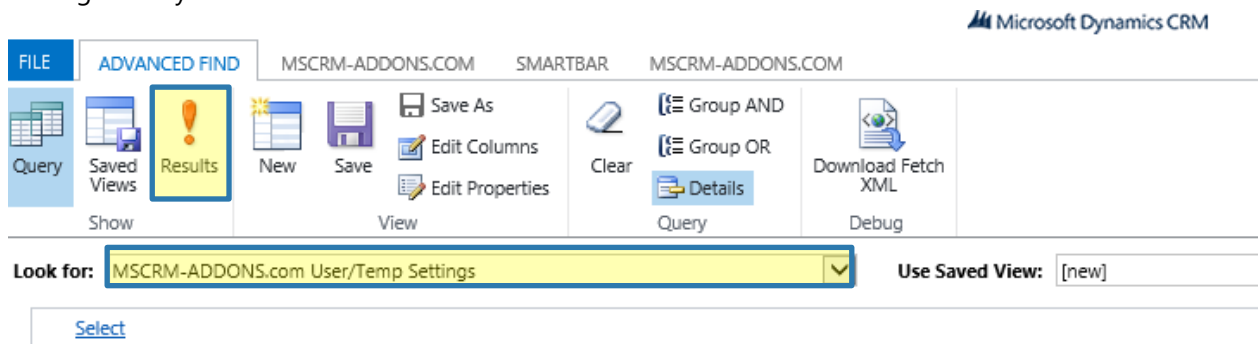 Microsoft Dynamics CRM
FILE ADVANCED FIND MSCRM-ADDONS.COM SMARTBAR MSCRM-ADDONS.COM
Query
Saved Views
Results
New
Save
Save As
Edit Columns
Edit Properties
Clear
Group AND
Group OR
Details
Download Fetch XML
Show View Query Debug
Look for: MSCRM-ADDONS.com User/Temp Settings Use Saved View: [new]
Select